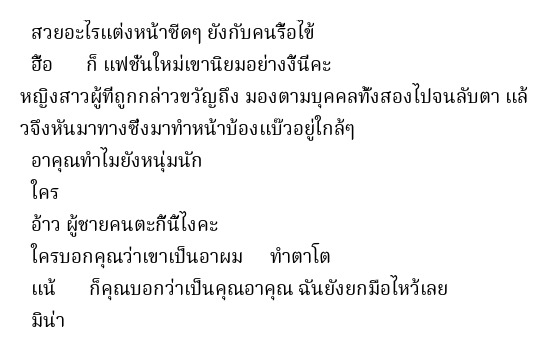 สวยอะไรแต่งหน้าซีดๆ ยังกับคนรื้อไข้
ฮื้อ ก็ แฟชั่นใหม่เขานิยมอย่างงี้นี่คะ
หญิงสาวผู้ที่ถูกกล่าวขวัญถึง มองตามบุคคลทั้งสองไปจนลับตา แล้
วจึงหันมาทางซึ่งมาทำหน้าบ้องแบ๊วอยู่ใกล้ๆ
อาคุณทำไมยังหนุ่มนัก
ใคร
อ้าว ผู้ชายคนตะกี้นี้ไงคะ
ใครบอกคุณว่าเขาเป็นอาผม ทำตาโต
แน้ ก็คุณบอกว่าเป็นคุณอาคุณ ฉันยังยกมือไหว้เลย
มิน่า